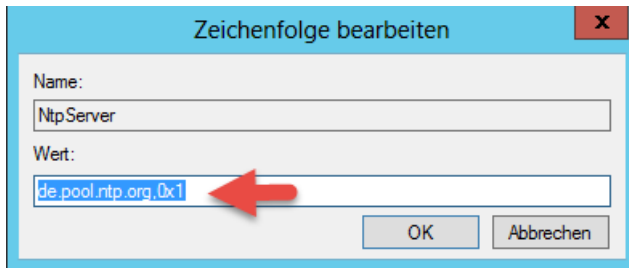 Zeichenfolge bearbeiten
x
Name:
NtpServer
Wert:
de.pool.ntp.org,0x1
OK Abbrechen